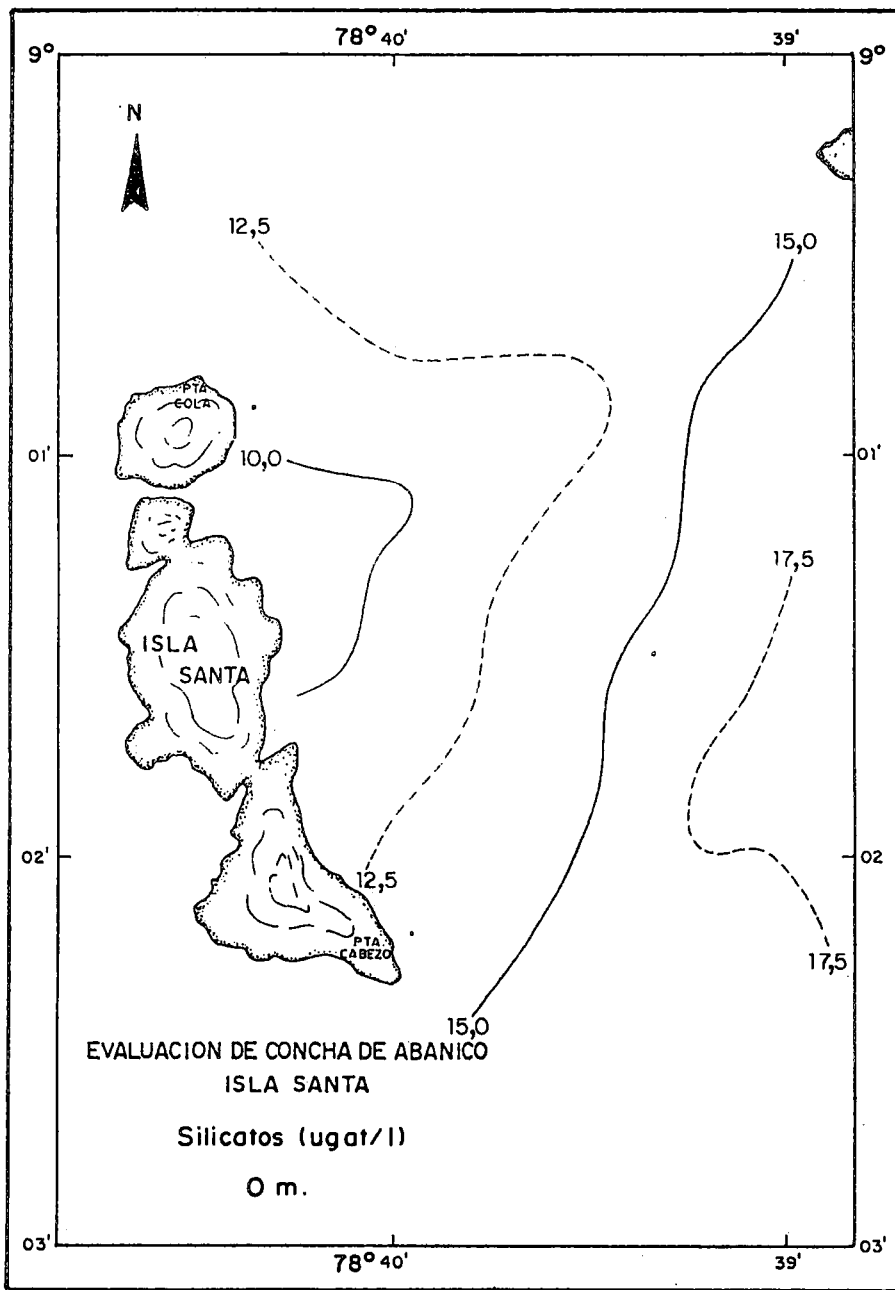 78° 40' 39'
9° 9°
N
12,5
15,0
PTA
COLA
01' 10,0 01'
17,5
ISLA
SANTA
02' 02
12,5
PTA
CABEZO
17,5
15,0
EVALUACION DE CONCHA DE ABANICO
ISLA SANTA
Silicatos (ugat/l)
0 m.
03' 03'
78° 40' 39'